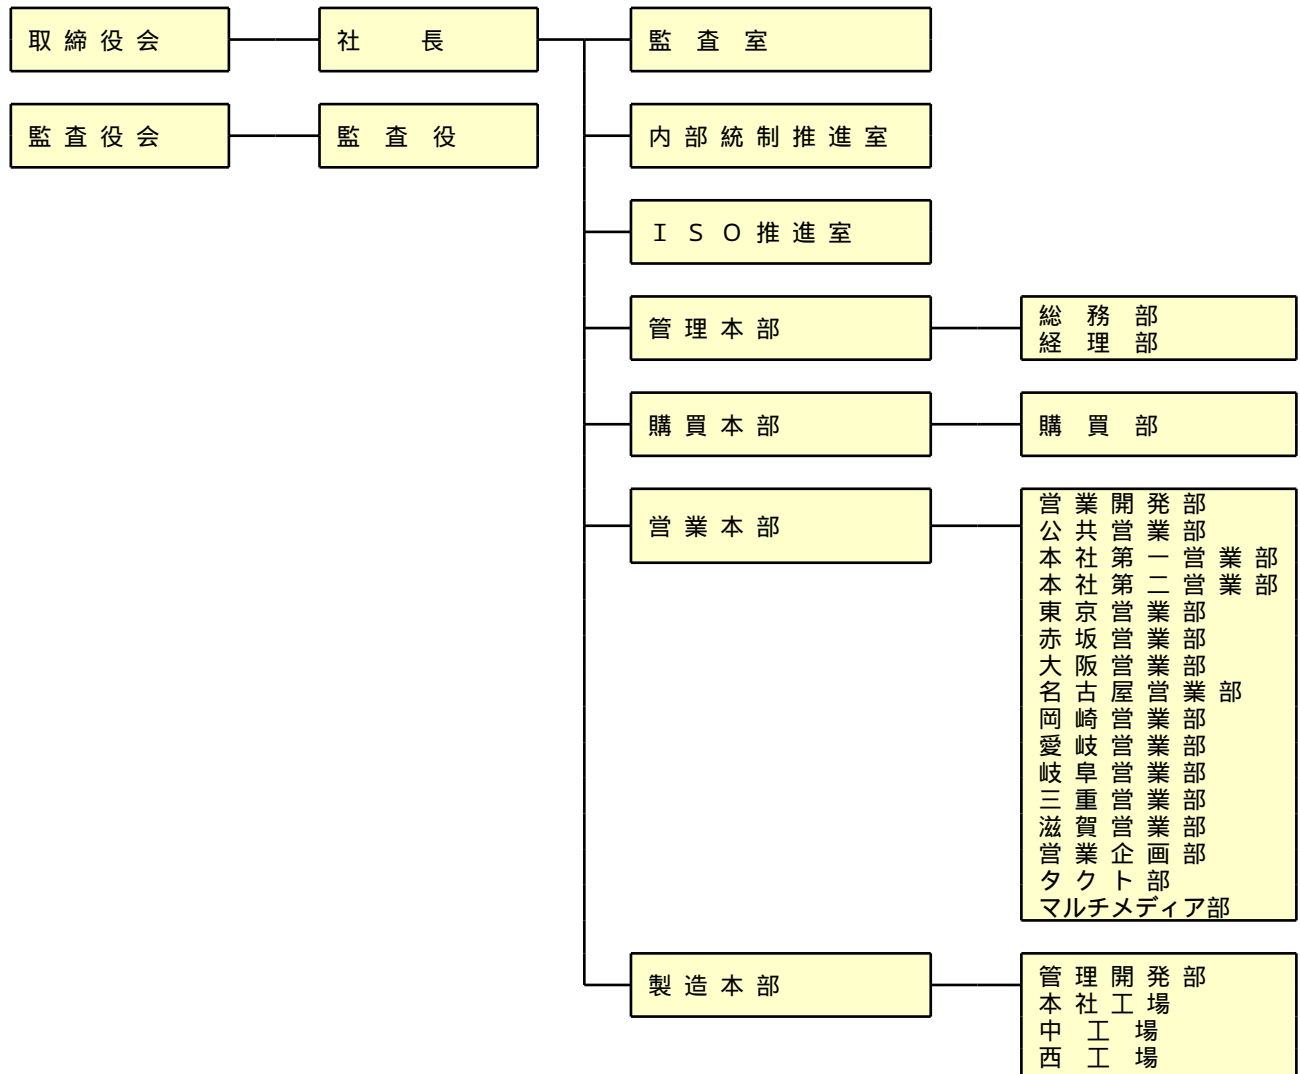 取締役会
社長
監査室
監査役会
監査役
内部統制推進室
ＩＳＯ推進室
管理本部
総務部
経理部
購買本部
購買部
営業本部
営業開発部
公共営業部
本社第一営業部
本社第二営業部
東京営業部
赤坂営業部
大阪営業部
名古屋営業部
岡崎営業部
愛岐営業部
岐阜営業部
三重営業部
滋賀営業部
営業企画部
タクト部
マルチメディア部
製造本部
管理開発部
本社工場
中工場
西工場